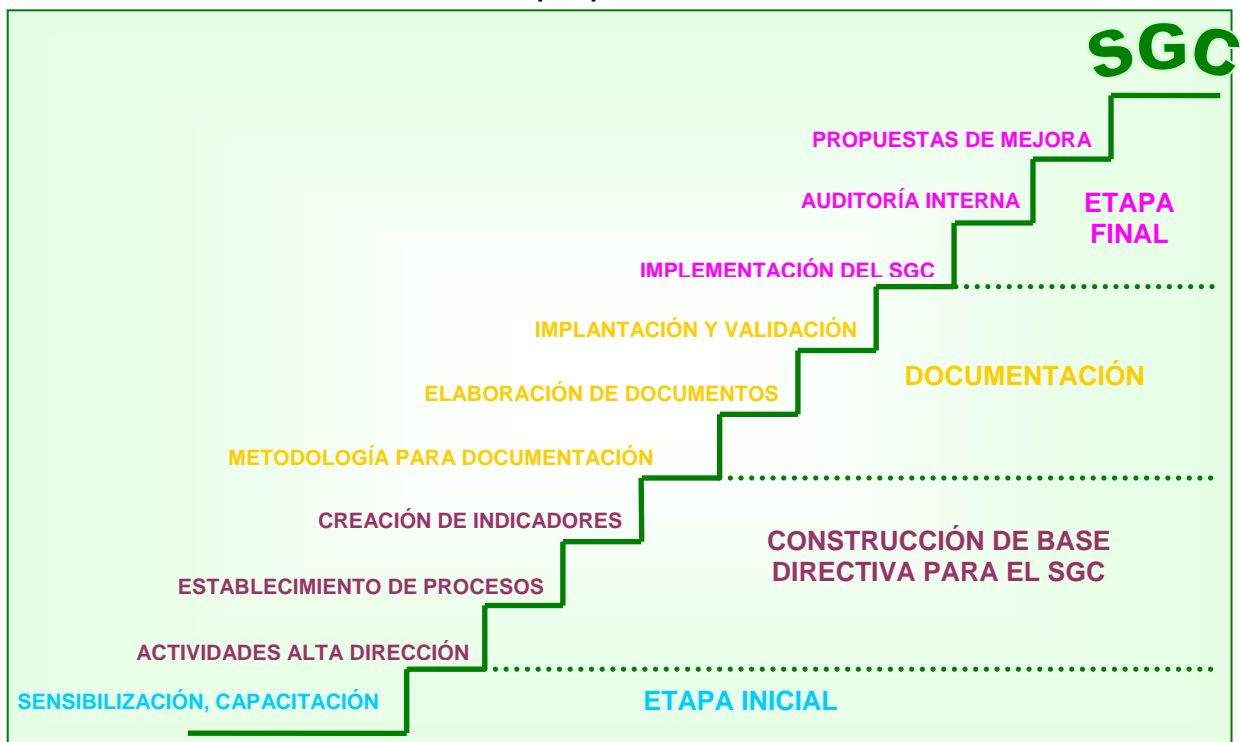 SGC
PROPUESTAS DE MEJORA
AUDITORÍA INTERNA
ETAPA
FINAL
IMPLEMENTACIÓN DEL SGC
IMPLANTACIÓN Y VALIDACIÓN
DOCUMENTACIÓN
ELABORACIÓN DE DOCUMENTOS
METODOLOGÍA PARA DOCUMENTACIÓN
CREACIÓN DE INDICADORES
CONSTRUCCIÓN DE BASE
DIRECTIVA PARA EL SGC
ESTABLECIMIENTO DE PROCESOS
ACTIVIDADES ALTA DIRECCIÓN
SENSIBILIZACIÓN, CAPACITACIÓN
ETAPA INICIAL